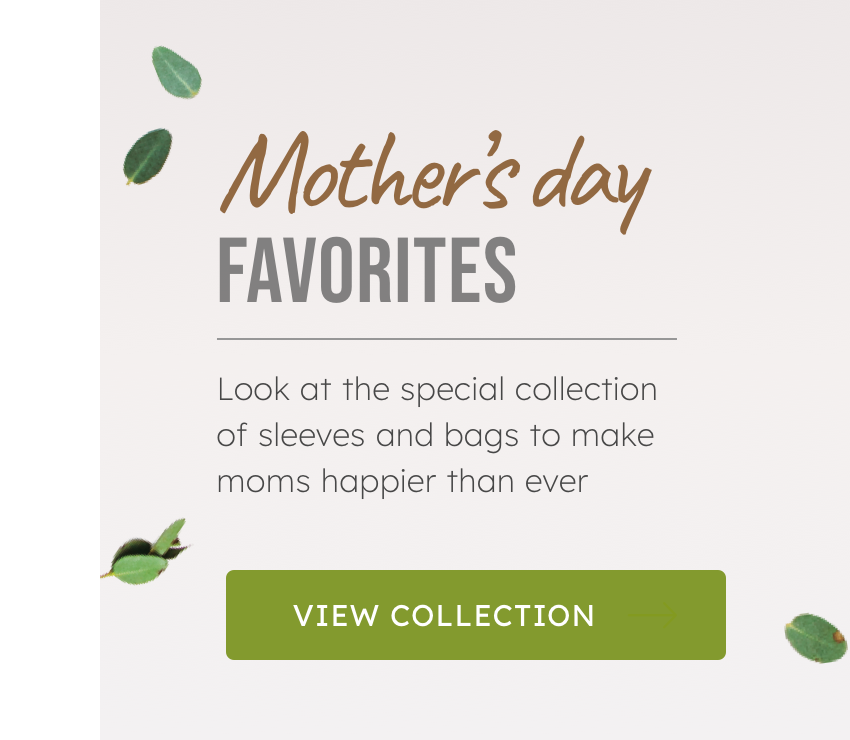 Mother's day
FAVORITES
Look at the special collection
of sleeves and bags to make
moms happier than ever
VIEW COLLECTION